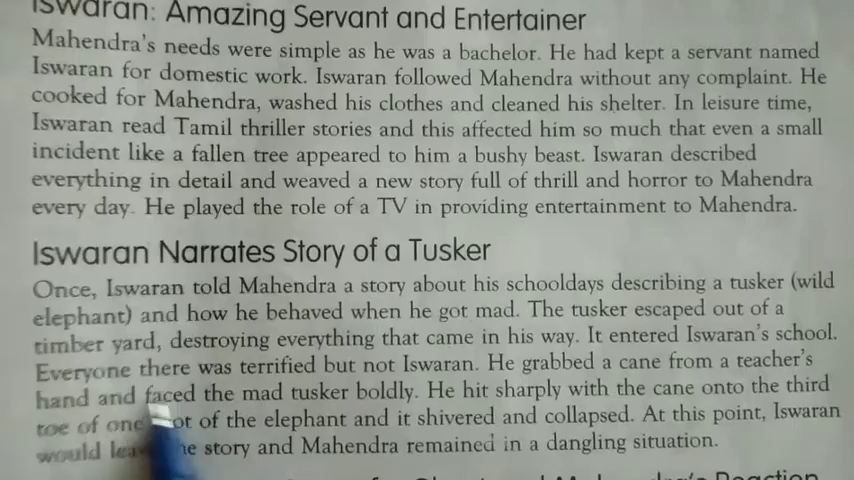 Iswaran: Amazing Servant and Entertainer
Mahendra's needs were simple as he was a bachelor. He had kept a servant named
Iswaran for domestic work. Iswaran followed Mahendra without any complaint. He
cooked for Mahendra, washed his clothes and cleaned his shelter. In leisure time,
Iswaran read Tamil thriller stories and this affected him so much that even a small
incident like a fallen tree appeared to him a bushy beast. Iswaran described
everything in detail and weaved a new story full of thrill and horror to Mahendra
every day. He played the role of a TV in providing entertainment to Mahendra.
Iswaran Narrates Story of a Tusker
Once, Iswaran told Mahendra a story about his schooldays describing a tusker (wild
elephant) and how he behaved when he got mad. The tusker escaped out of a
timber yard, destroying everything that came in his way. It entered Iswaran's school.
Everyone there was terrified but not Iswaran. He grabbed a cane from a teacher's
hand and faced the mad tusker boldly. He hit sharply with the cane onto the third
toe of one of the elephant and it shivered and collapsed. At this point, Iswaran
would story and Mahendra remained in a dangling situation.